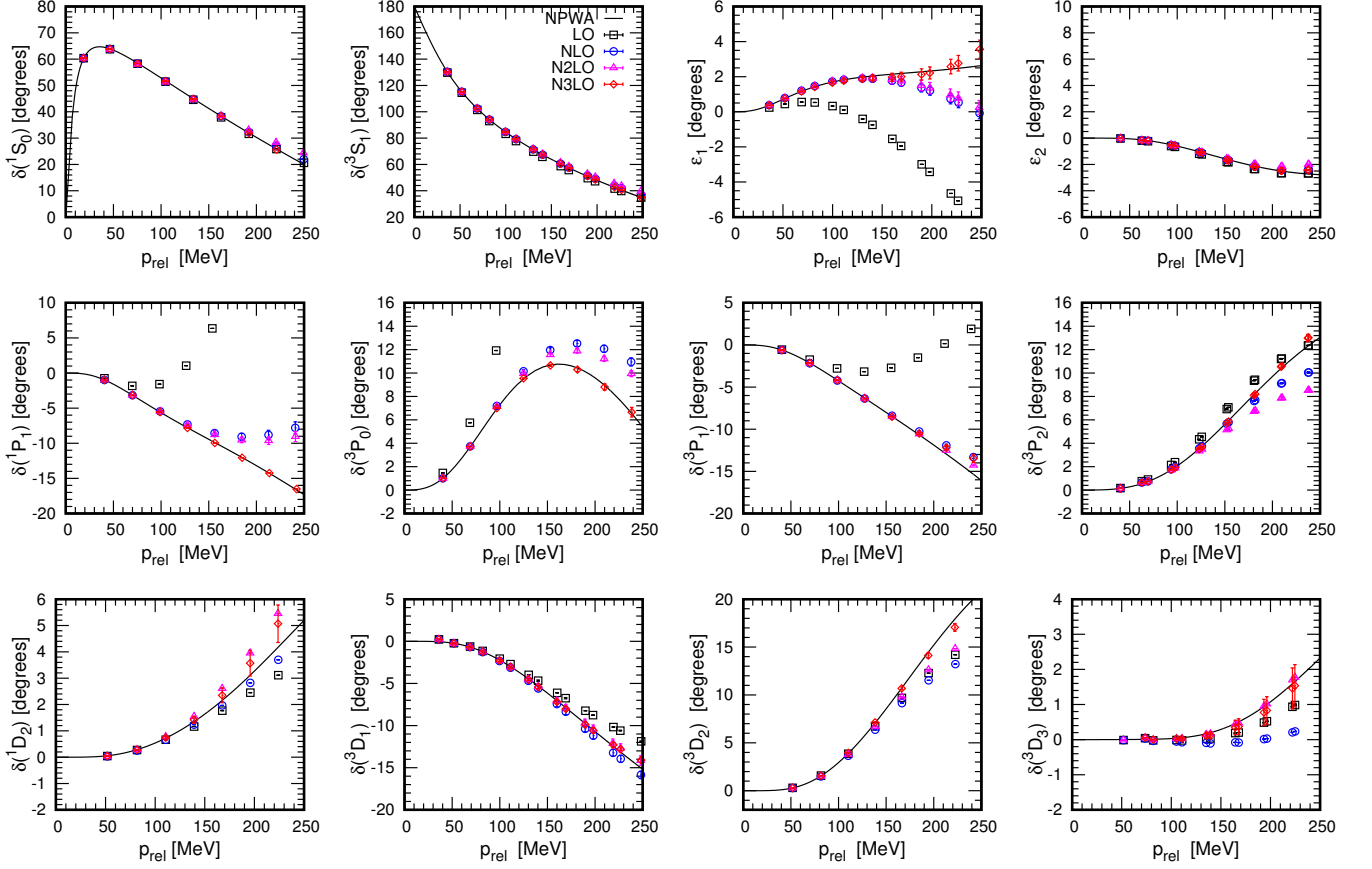 δ(¹S₀) [degrees]
80
70
60
50
40
30
20
10
0
0 50 100 150 200 250
p_rel [MeV]
δ(³S₁) [degrees]
180
160
140
120
100
80
60
40
20
0 50 100 150 200 250
p_rel [MeV]
NPWA
LO
NLO
N2LO
N3LO
ε₁ [degrees]
6
4
2
0
-2
-4
-6
0 50 100 150 200 250
p_rel [MeV]
ε₂ [degrees]
10
8
6
4
2
0
-2
-4
-6
0 50 100 150 200 250
p_rel [MeV]
δ(¹P₁) [degrees]
10
5
0
-5
-10
-15
-20
0 50 100 150 200 250
p_rel [MeV]
δ(³P₀) [degrees]
16
14
12
10
8
6
4
2
0
-2
0 50 100 150 200 250
p_rel [MeV]
δ(³P₁) [degrees]
5
0
-5
-10
-15
-20
0 50 100 150 200 250
p_rel [MeV]
δ(³P₂) [degrees]
16
14
12
10
8
6
4
2
0
-2
0 50 100 150 200 250
p_rel [MeV]
δ(¹D₂) [degrees]
6
5
4
3
2
1
0
-1
-2
0 50 100 150 200 250
p_rel [MeV]
δ(³D₁) [degrees]
5
0
-5
-10
-15
-20
0 50 100 150 200 250
p_rel [MeV]
δ(³D₂) [degrees]
20
15
10
5
0
0 50 100 150 200 250
p_rel [MeV]
δ(³D₃) [degrees]
4
3
2
1
0
-1
-2
0 50 100 150 200 250
p_rel [MeV]